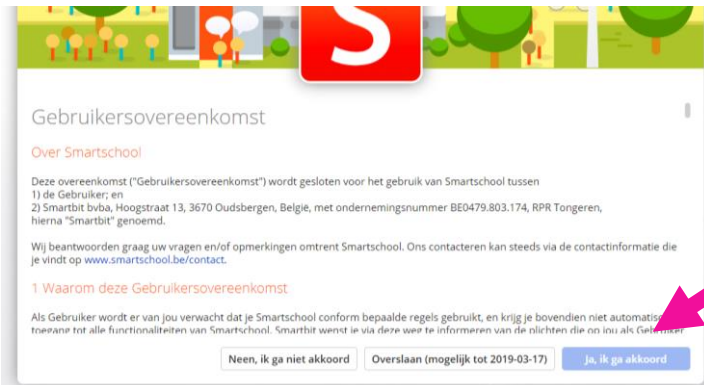 S
Gebruikersovereenkomst
Over Smartschool
Deze overeenkomst ("Gebruikersovereenkomst") wordt gesloten voor het gebruik van Smartschool tussen
1) de Gebruiker; en
2) Smartbit bvba, Hoogstraat 13, 3670 Oudsbergen, Belgie, met ondernemingsnummer BE0479.803.174, RPR Tongeren,
hierna "Smartbit" genoemd.
Wij beantwoorden graag uw vragen en/of opmerkingen omtrent Smartschool. Ons contacteren kan steeds via de contactinformatie die
je vindt op www.smartschool.be/contact.
1 Waarom deze Gebruikersovereenkomst
Als Gebruiker wordt er van jou verwacht dat je Smartschool conform bepaalde regels gebruikt, en krijg je bovendien niet
toegang tot alle functionaliteiten van Smartschool. Smartbit wenst je via deze weg te informeren van de plichten die op jou als Gebruiker
Neen, ik ga niet akkoord
Overslaan (mogelijk tot 2019-03-17)
Ja, ik ga akkoord